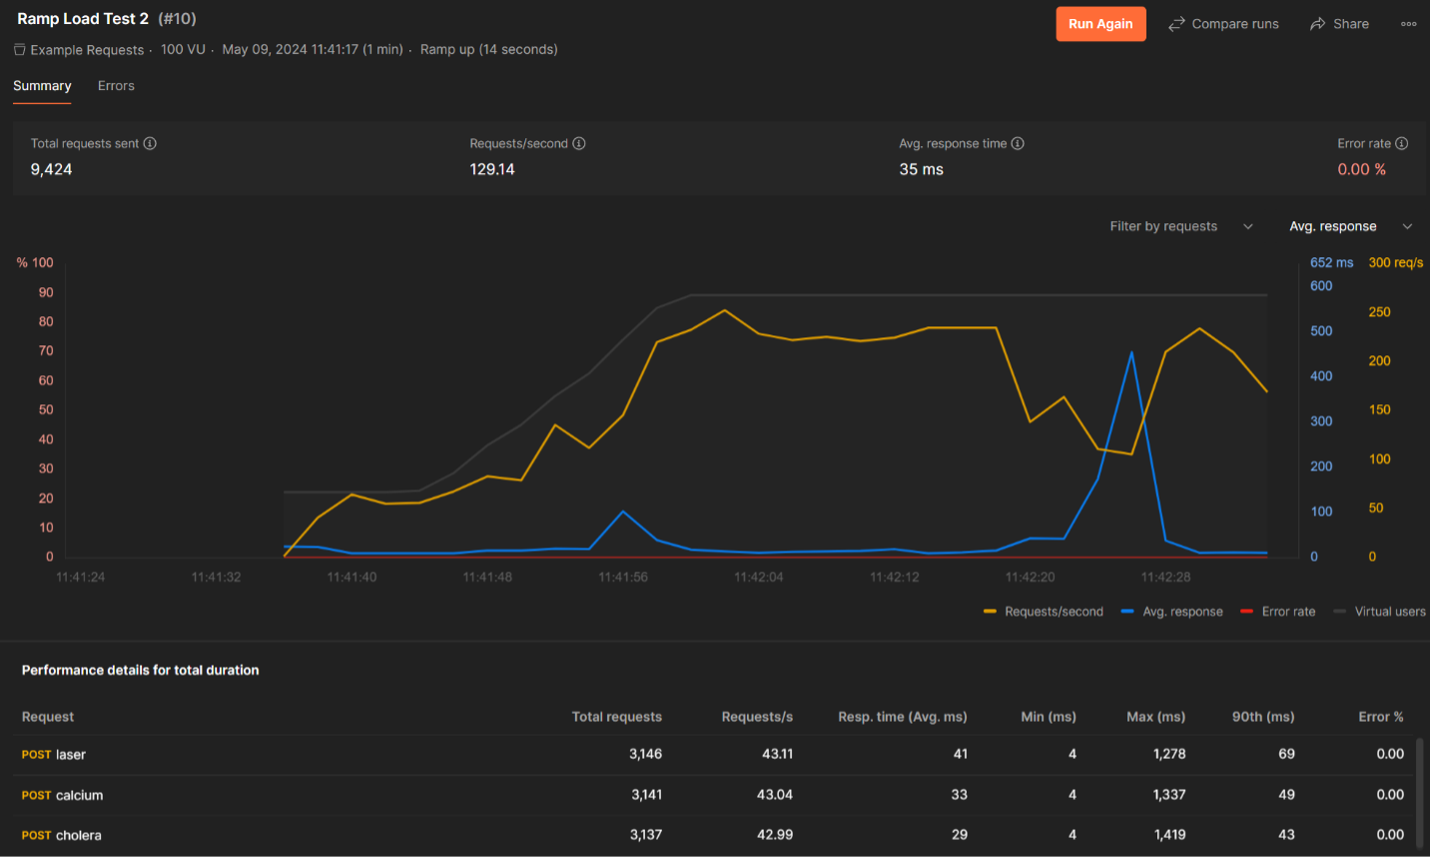 Ramp Load Test 2 (#10)
Run Again
Compare runs
Share
Example Requests · 100 VU · May 09, 2024 11:41:17 (1 min) · Ramp up (14 seconds)
Summary Errors
Total requests sent Requests/second Avg. response time Error rate
9,424 129.14 35 ms 0.00 %
Filter by requests Avg. response
% 100 652 ms 300 req/s
90 600
80 500 250
70 400 200
60 300 150
50 200 100
40 100 50
30 0 0
20
10
0
11:41:24 11:41:32 11:41:40 11:41:48 11:41:56 11:42:04 11:42:12 11:42:20 11:42:28
Requests/second Avg. response Error rate Virtual users
Performance details for total duration
Request Total requests Requests/s Resp. time (Avg. ms) Min (ms) Max (ms) 90th (ms) Error %
POST laser 3,146 43.11 41 4 1,278 69 0.00
POST calcium 3,141 43.04 33 4 1,337 49 0.00
POST cholera 3,137 42.99 29 4 1,419 43 0.00